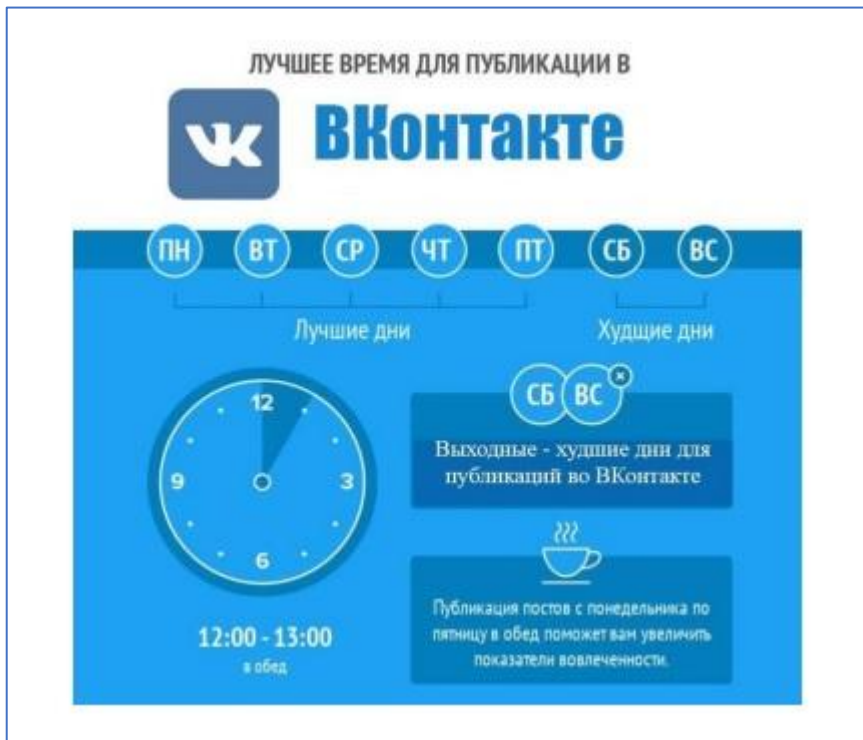 ЛУЧШЕЕ ВРЕМЯ ДЛЯ ПУБЛИКАЦИИ В
ВКонтакте
ПН ВТ СР ЧТ ПТ СБ ВС
Лучшие дни Худщие дни
12
9 3
6
12:00 - 13:00
в обед
СБ ВС
Выходные - худшие дни для
публикаций во ВКонтакте
Публикация постов с понедельника по
пятницу в обед поможет вам увеличить
показатели вовлеченности.